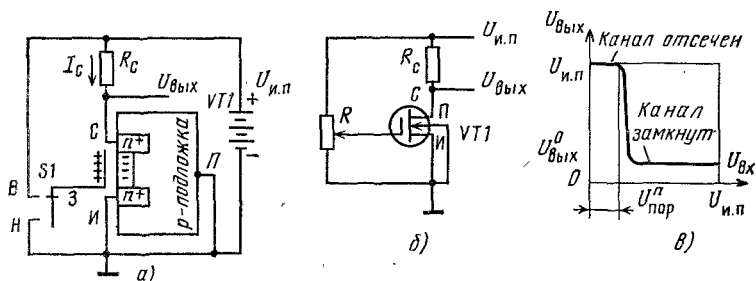 I_c
R_c
U_вых
U_и.п
VT1
+
−
С
n+
S1
В
З
Н
И
n+
р-подложка
П
а)
U_и.п
R_c
U_вых
R
С
П
И
VT1
б)
U_вых
Канал отсечен
U_и.п
Канал
замкнут
U⁰_вых
U_вх
0
Uⁿ_пор
U_и.п
в)